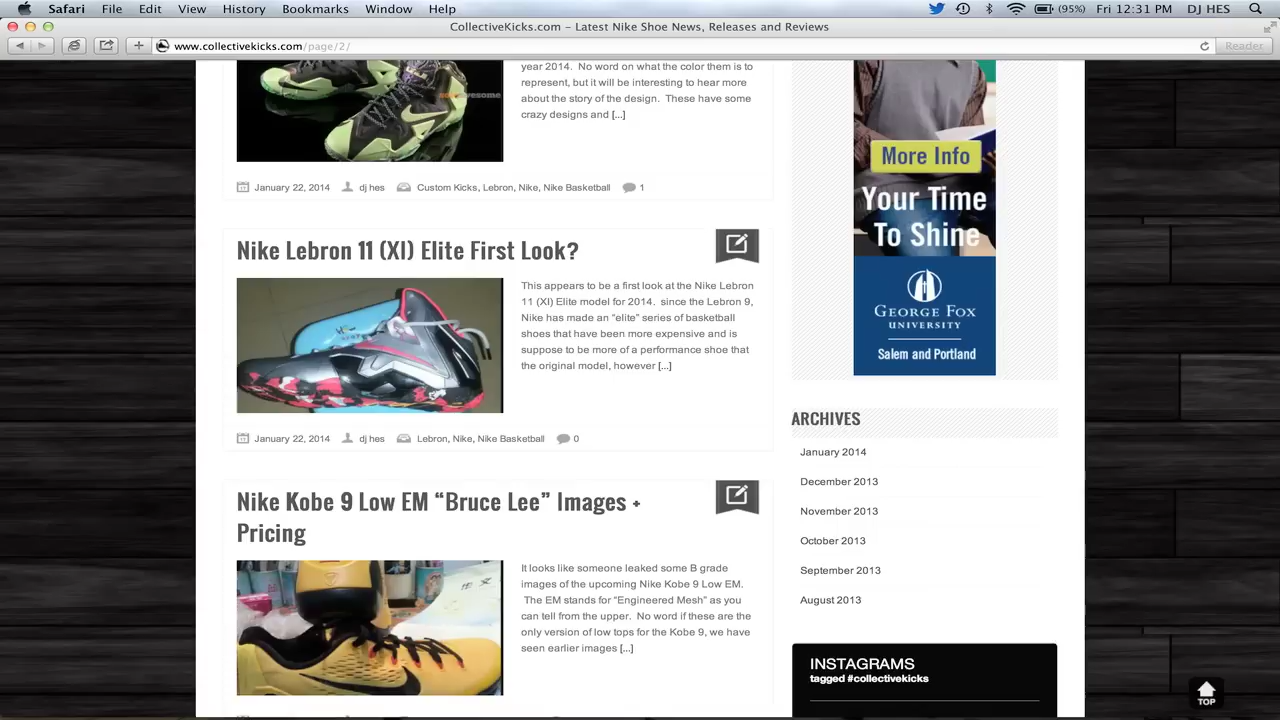 Safari File Edit View History Bookmarks Window Help (95%) Fri 12:31 PM DJ HES
CollectiveKicks.com – Latest Nike Shoe News, Releases and Reviews
www.collectivekicks.com/page/2/ Reader
year 2014. No word on what the color them is to
represent, but it will be interesting to hear more
about the story of the design. These have some
crazy designs and [...]
January 22, 2014 dj hes Custom Kicks, Lebron, Nike, Nike Basketball 1
Nike Lebron 11 (XI) Elite First Look?
This appears to be a first look at the Nike Lebron
11 (XI) Elite model for 2014. since the Lebron 9,
Nike has made an “elite” series of basketball
shoes that have been more expensive and is
suppose to be more of a performance shoe that
the original model, however [...]
January 22, 2014 dj hes Lebron, Nike, Nike Basketball 0
Nike Kobe 9 Low EM “Bruce Lee” Images +
Pricing
It looks like someone leaked some B grade
images of the upcoming Nike Kobe 9 Low EM.
The EM stands for “Engineered Mesh” as you
can tell from the upper. No word if these are the
only version of low tops for the Kobe 9, we have
seen earlier images [...]
More Info
Your Time
To Shine
GEORGE FOX
UNIVERSITY
Salem and Portland
ARCHIVES
January 2014
December 2013
November 2013
October 2013
September 2013
August 2013
INSTAGRAMS
tagged #collectivekicks
TOP